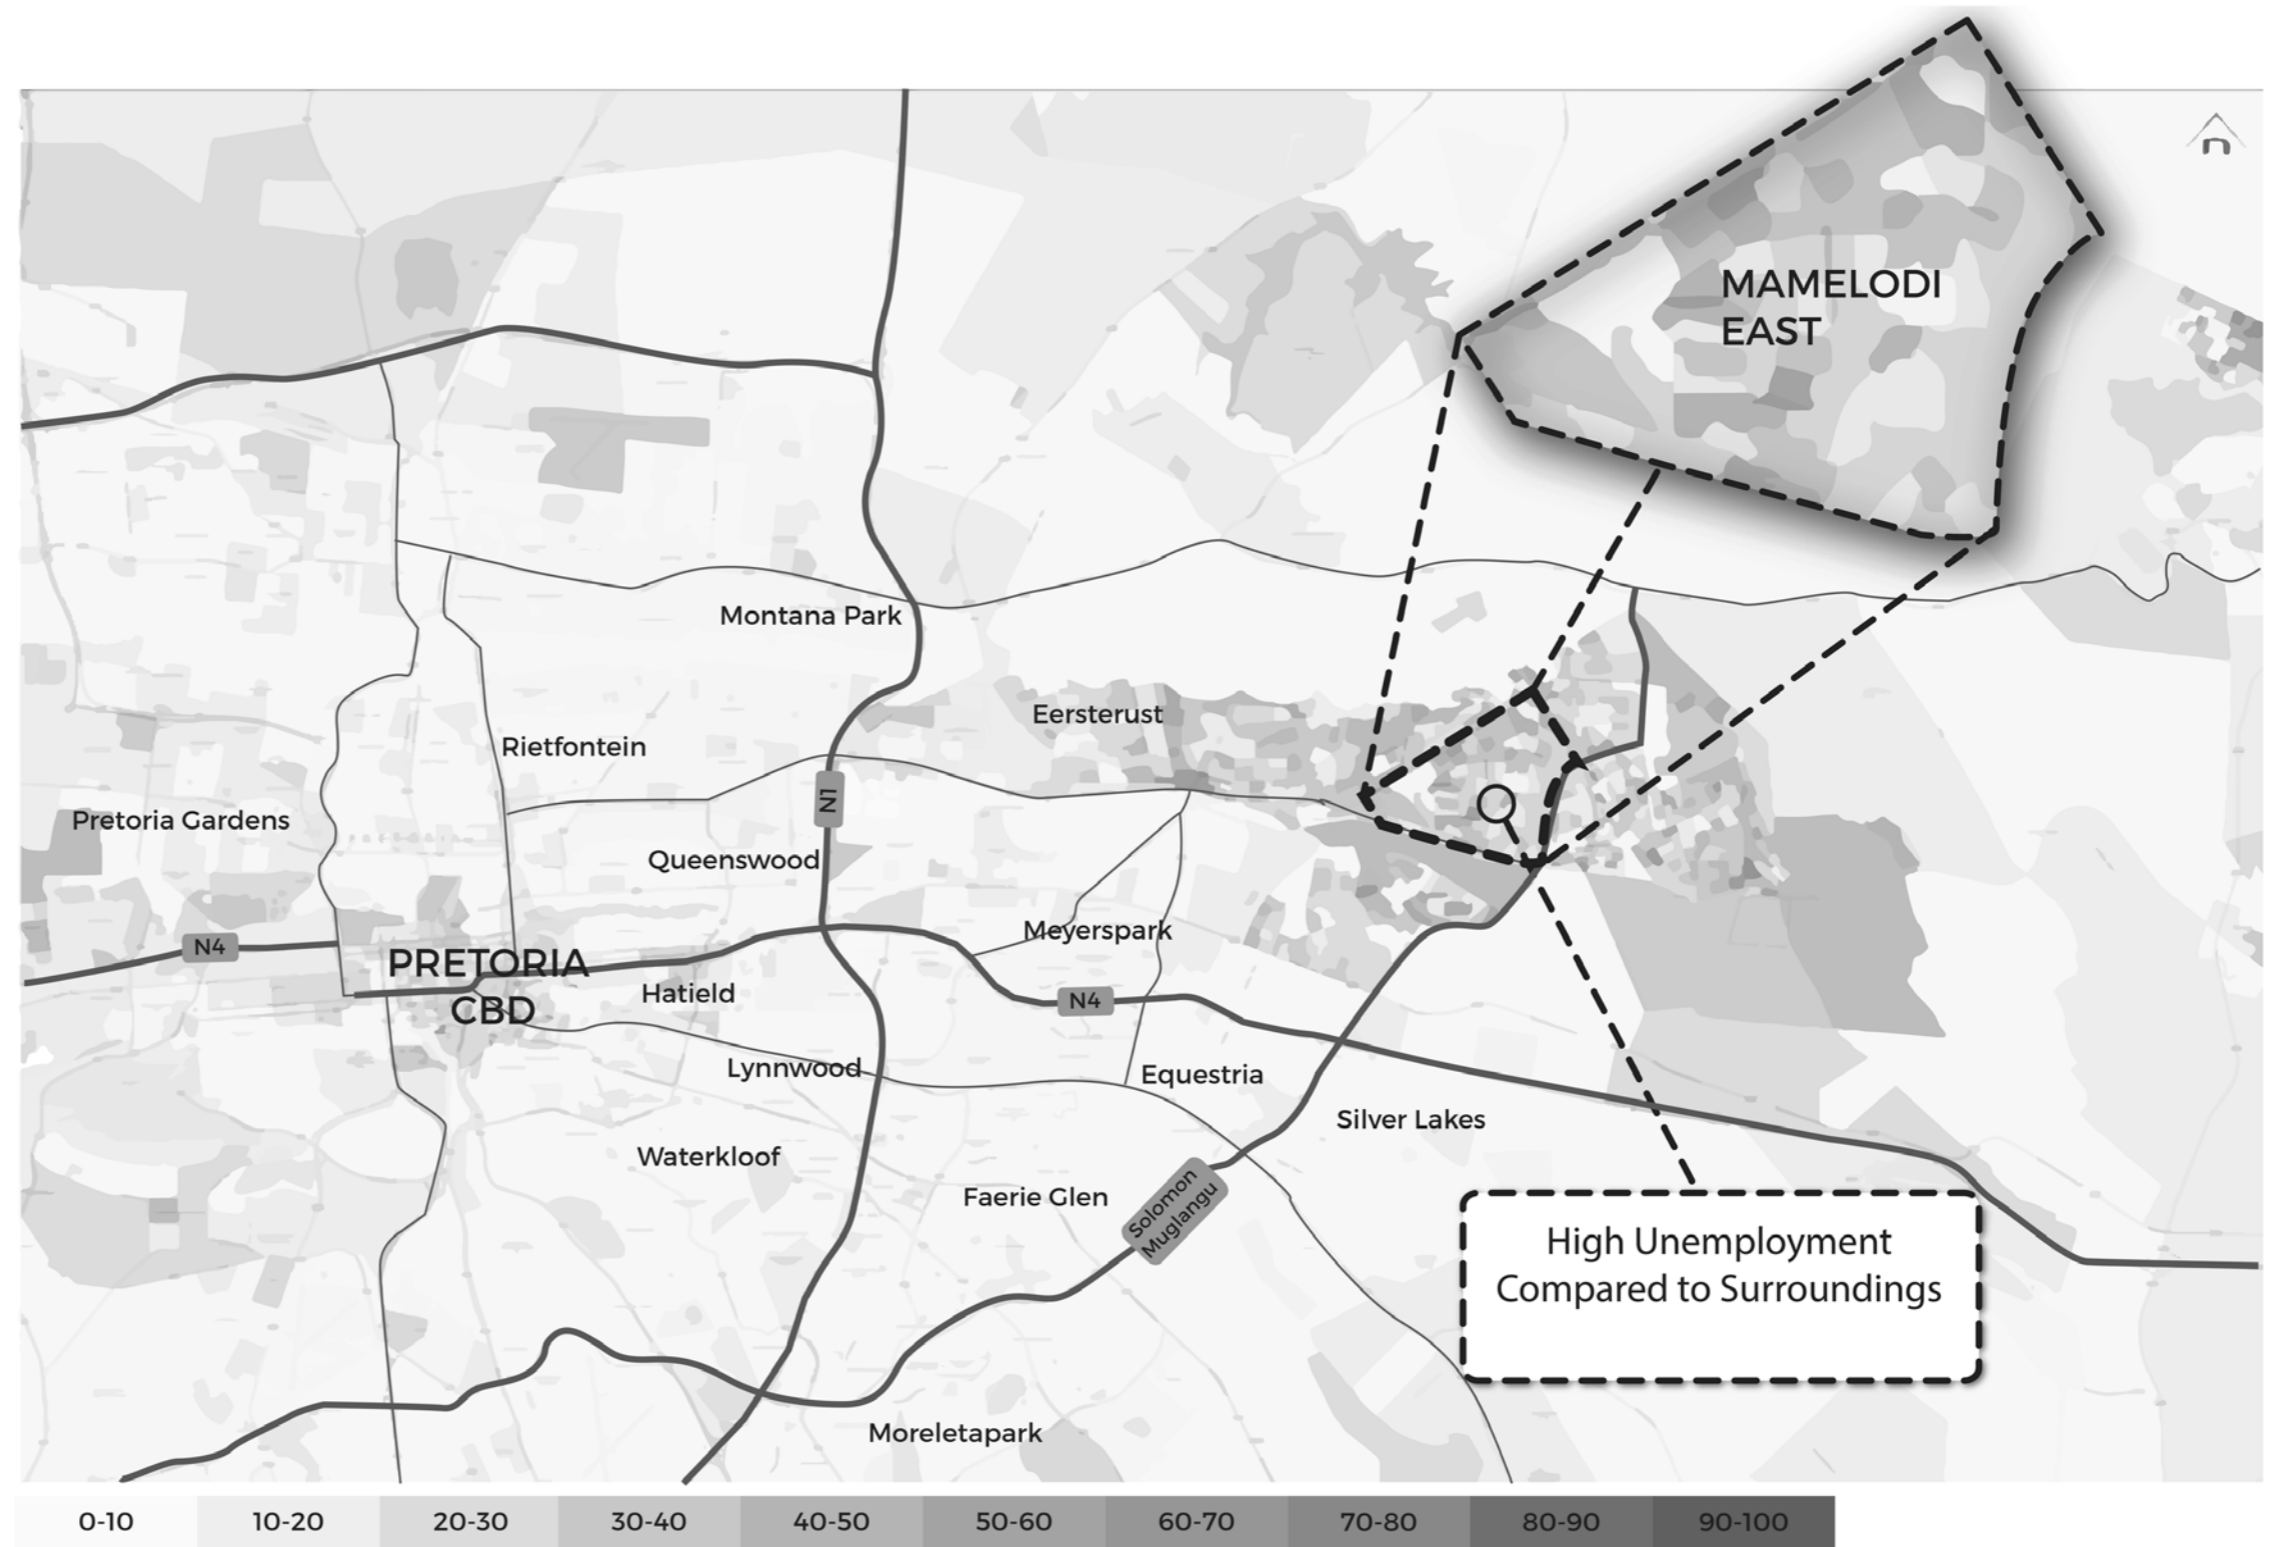 MAMELODI
EAST
Montana Park
Eersterust
Rietfontein
N1
Pretoria Gardens
Queenswood
Meyerspark
N4
PRETORIA
CBD
Hatield
N4
Lynnwood
Equestria
Silver Lakes
Waterkloof
Faerie Glen
Solomon
Muglangu
High Unemployment
Compared to Surroundings
Moreletapark
0-10 10-20 20-30 30-40 40-50 50-60 60-70 70-80 80-90 90-100